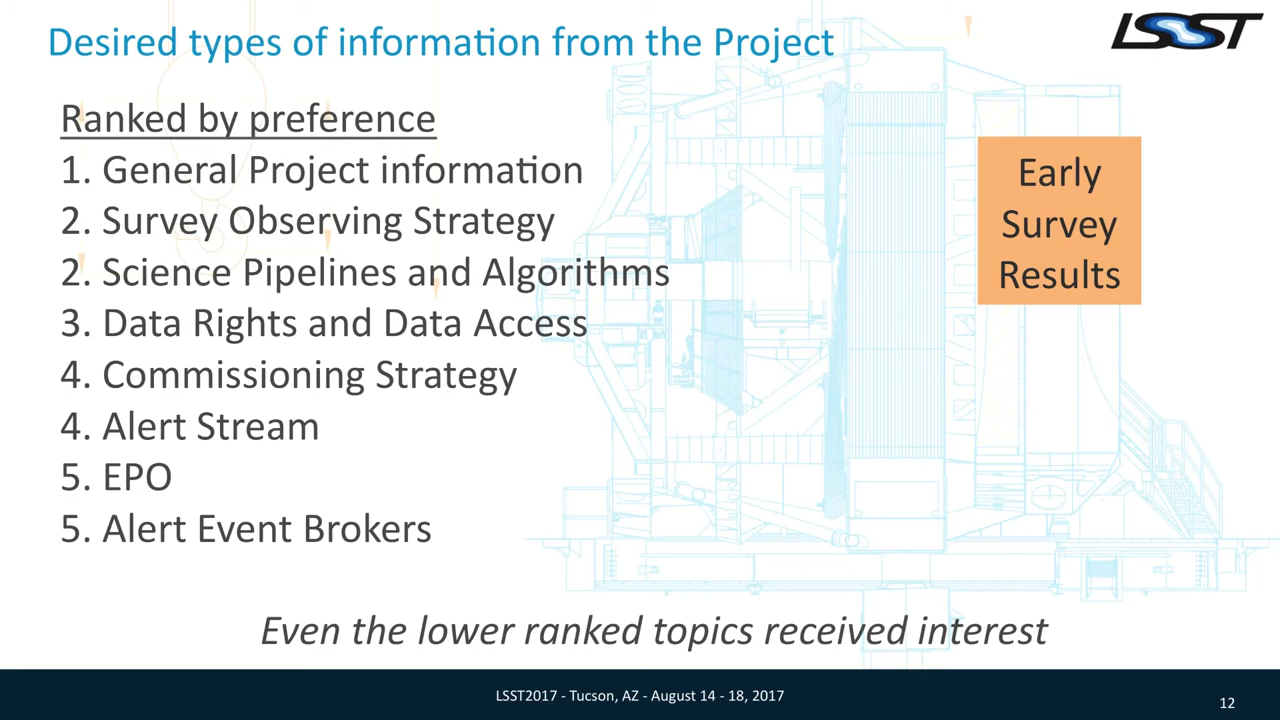 Desired types of information from the Project
LSST
Ranked by preference
1. General Project information
2. Survey Observing Strategy
2. Science Pipelines and Algorithms
3. Data Rights and Data Access
4. Commissioning Strategy
4. Alert Stream
5. EPO
5. Alert Event Brokers
Early
Survey
Results
Even the lower ranked topics received interest
LSST2017 - Tucson, AZ - August 14 - 18, 2017
12